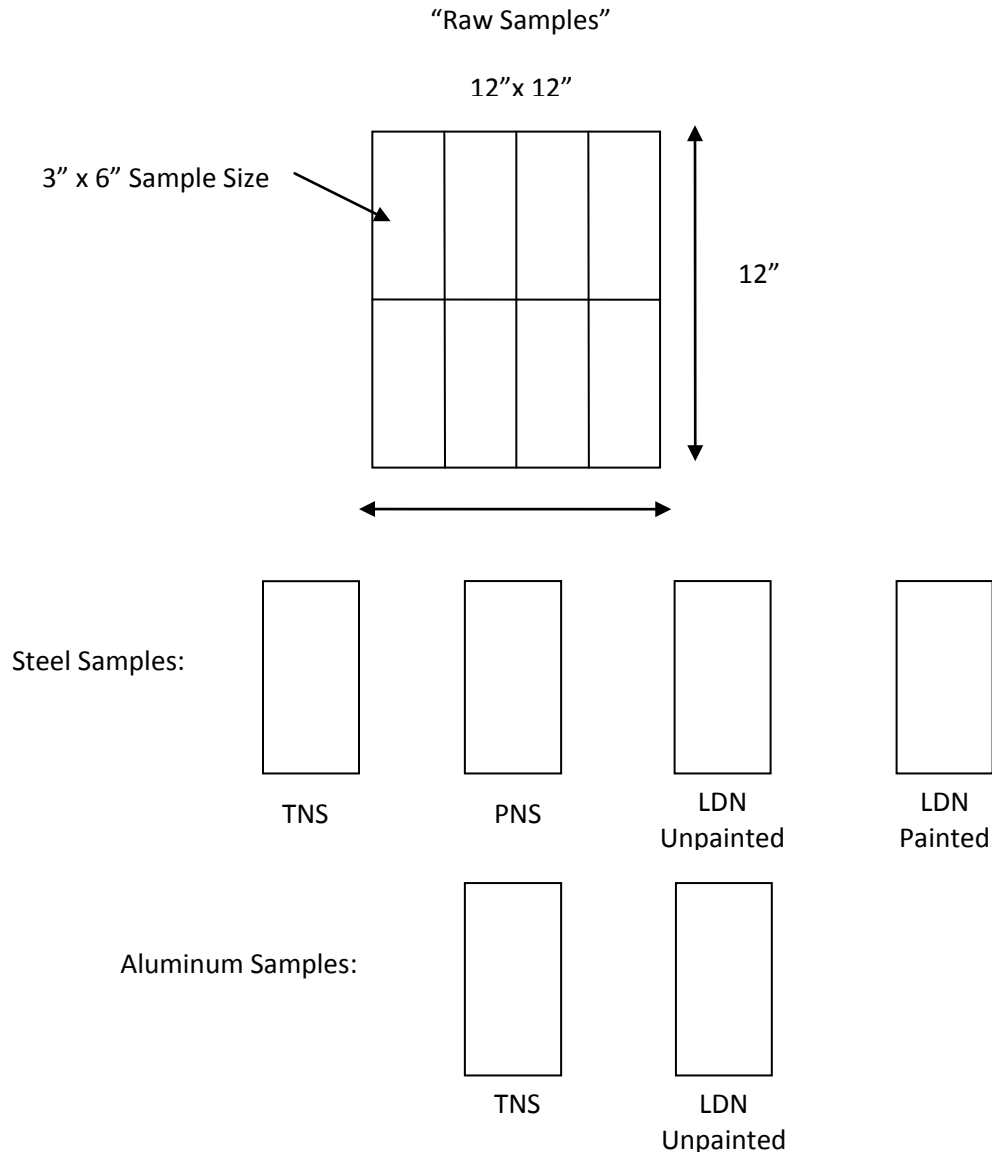 “Raw Samples”
12”x 12”
3” x 6” Sample Size
12”
Steel Samples:
TNS
PNS
LDN
Unpainted
LDN
Painted
Aluminum Samples:
TNS
LDN
Unpainted